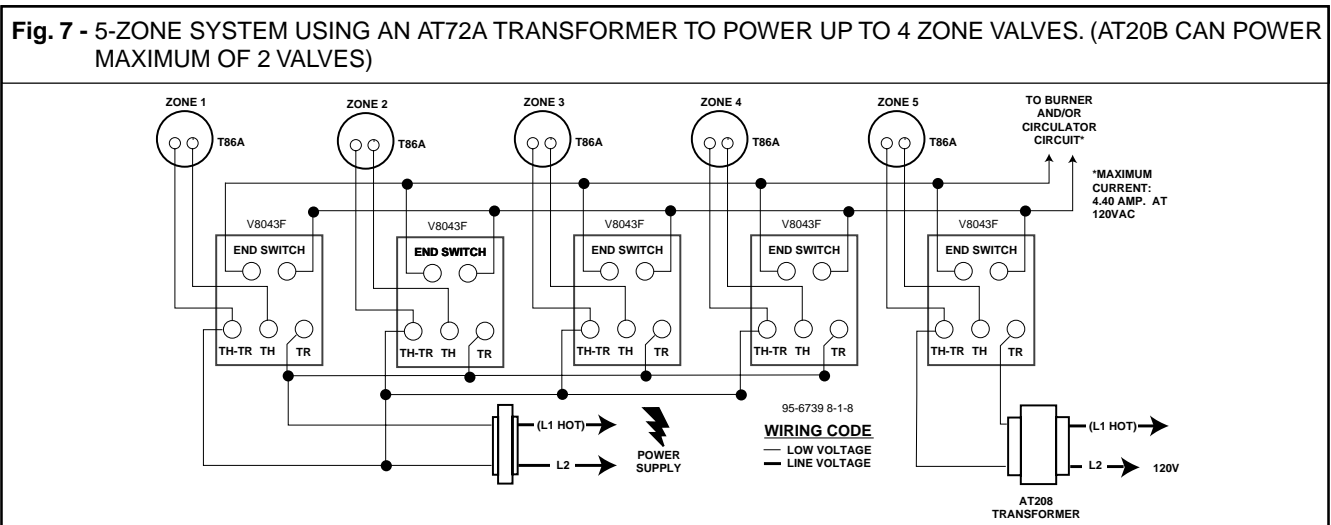 Fig. 7 - 5-ZONE SYSTEM USING AN AT72A TRANSFORMER TO POWER UP TO 4 ZONE VALVES. (AT20B CAN POWER
MAXIMUM OF 2 VALVES)
ZONE 1
ZONE 2
ZONE 3
ZONE 4
ZONE 5
TO BURNER
AND/OR
CIRCULATOR
CIRCUIT*
T86A
T86A
T86A
T86A
T86A
*MAXIMUM
CURRENT:
4.40 AMP. AT
120VAC
V8043F
V8043F
V8043F
V8043F
V8043F
END SWITCH
END SWITCH
END SWITCH
END SWITCH
END SWITCH
TH-TR TH TR
TH-TR TH TR
TH-TR TH TR
TH-TR TH TR
TH-TR TH TR
(L1 HOT)
L2
POWER
SUPPLY
95-6739 8-1-8
WIRING CODE
LOW VOLTAGE
LINE VOLTAGE
(L1 HOT)
L2
120V
AT208
TRANSFORMER